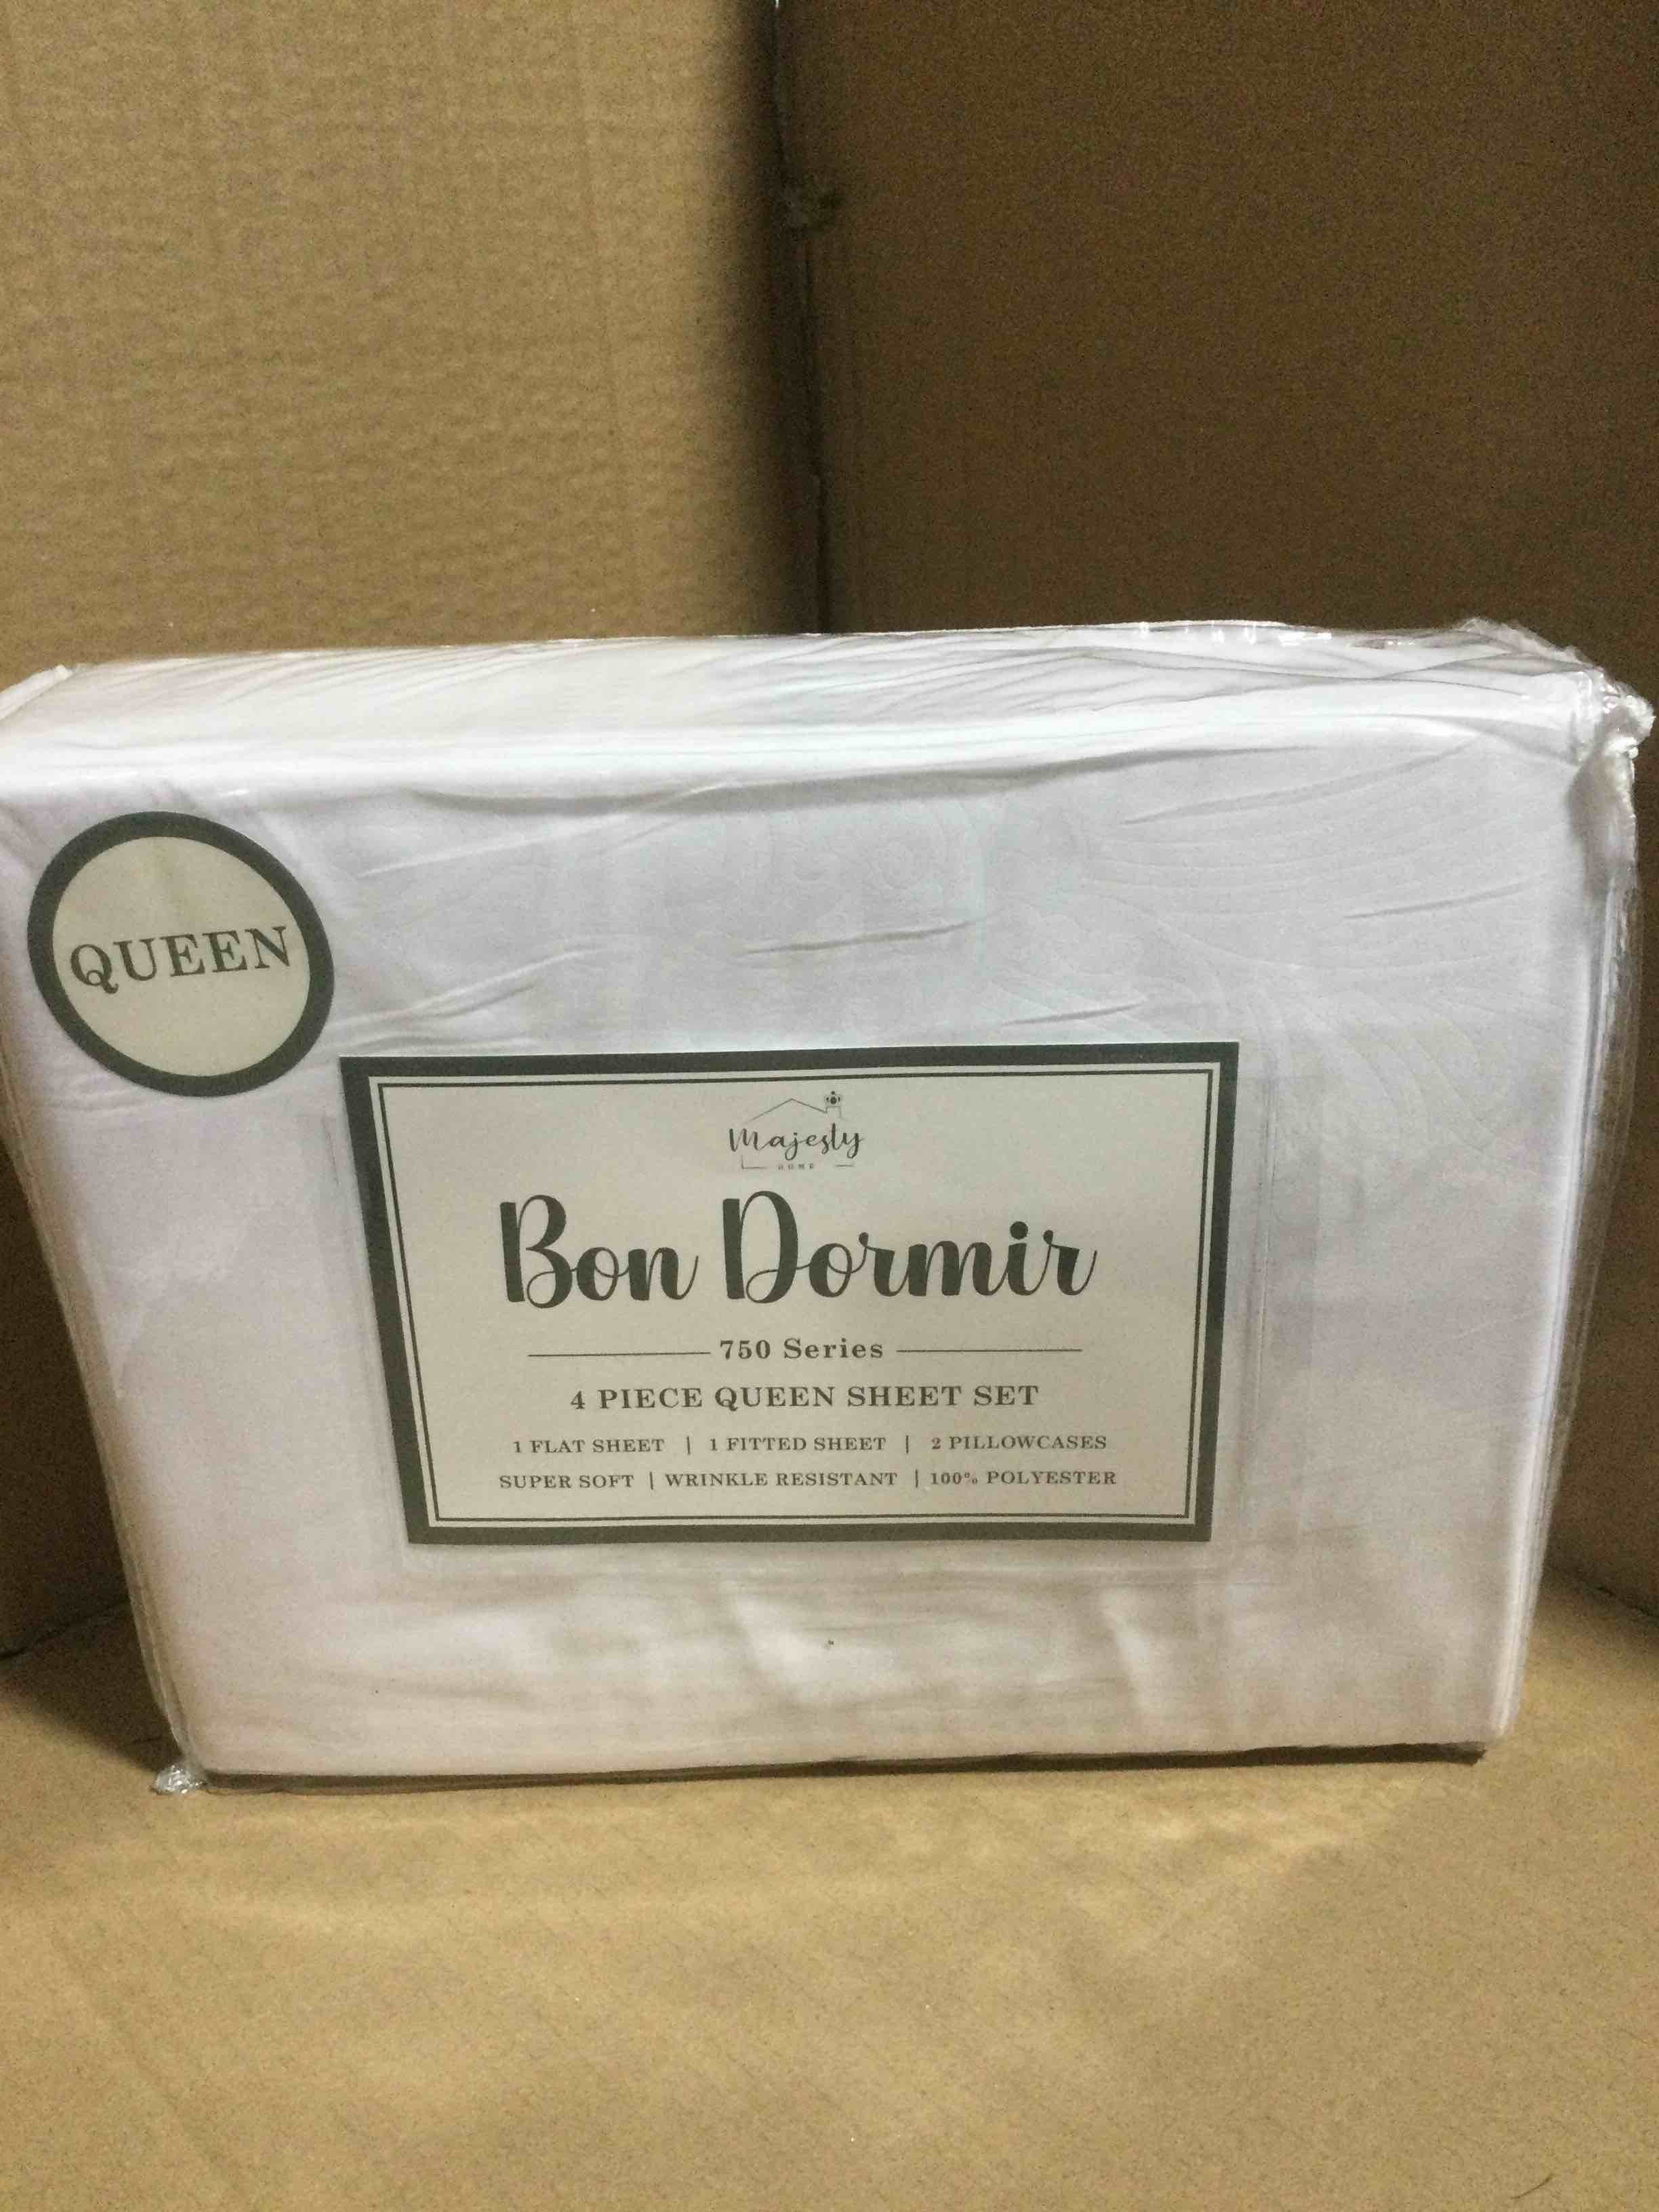 QUEEN
Majesty
HOME
Bon Dormir
750 Series
4 PIECE QUEEN SHEET SET
1 FLAT SHEET | 1 FITTED SHEET | 2 PILLOWCASES
SUPER SOFT | WRINKLE RESISTANT | 100% POLYESTER